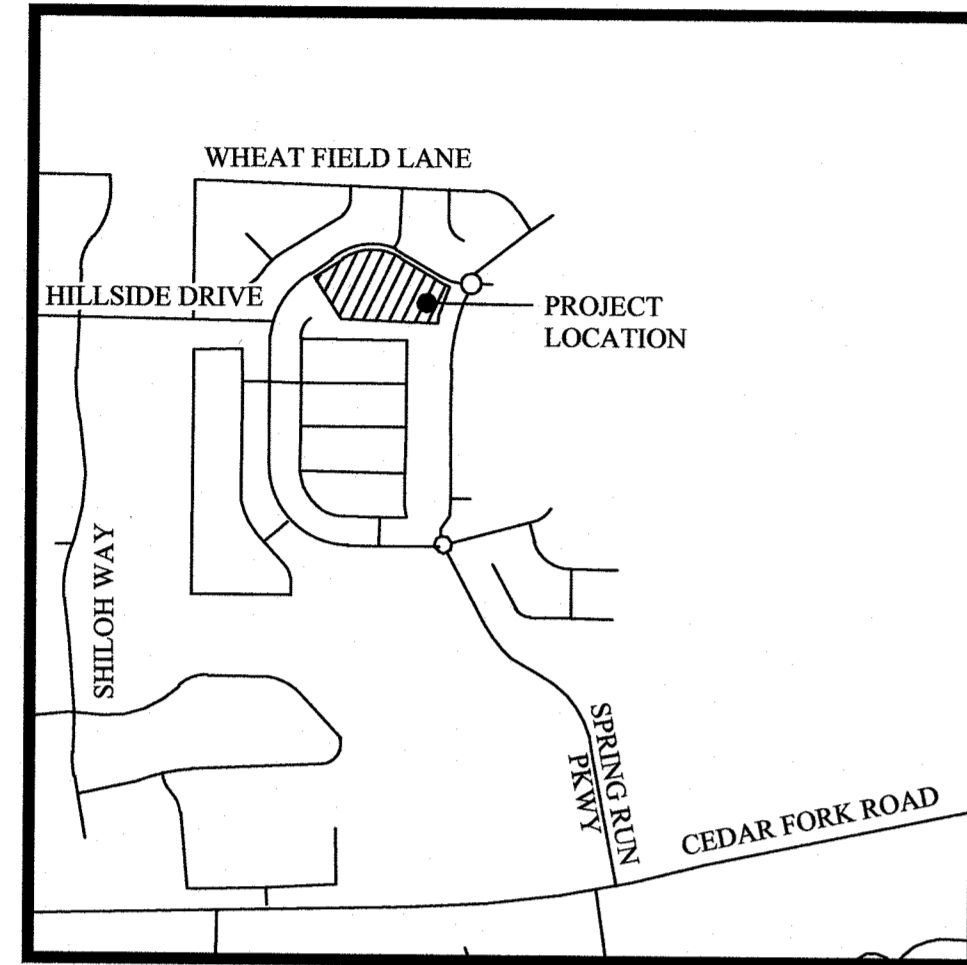 WHEAT FIELD LANE
HILLSIDE DRIVE
PROJECT
LOCATION
SHILOH WAY
SPRING RUN
PKWY
CEDAR FORK ROAD